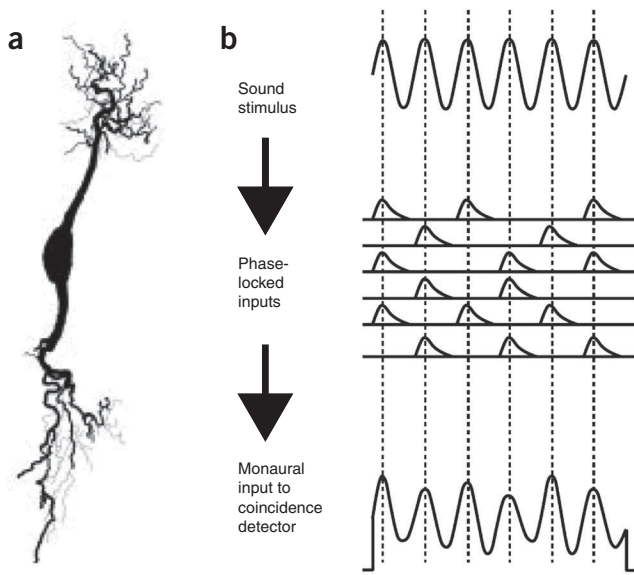 a
b
Sound
stimulus
Phase-
locked inputs
Monaural
input to
coincidence
detector